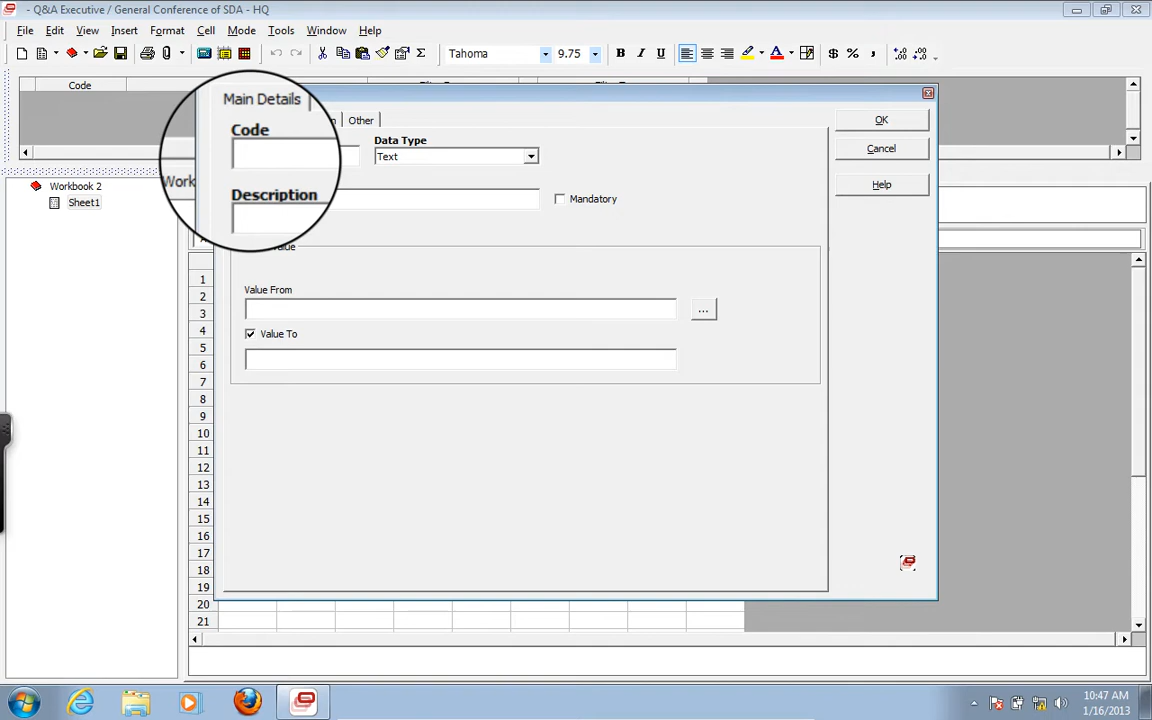 - Q&A Executive / General Conference of SDA - HQ
File Edit View Insert Format Cell Mode Tools Window Help
Tahoma 9.75 B I U $ %
Code
Main Details
Other
OK
Code
Data Type
Text
Cancel
Work
Workbook 2
Help
Description
Mandatory
Sheet1
Value From
...
Value To
1
2
3
4
5
6
7
8
9
10
11
12
13
14
15
16
17
18
19
20
21
10:47 AM
1/16/2013